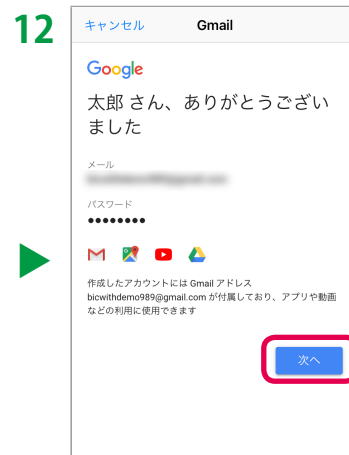 12
キャンセル Gmail
Google
太郎 さん、ありがとうござい
ました
メール
パスワード
作成したアカウントには Gmail アドレス
bicwithdemo989@gmail.com が付属しており、アプリや動画
などの利用に使用できます
次へ